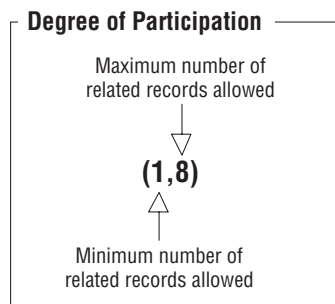 Degree of Participation
Maximum number of
related records allowed
(1,8)
Minimum number of
related records allowed